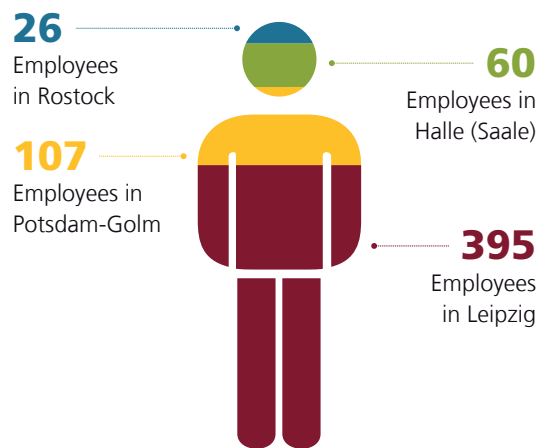 26
Employees
in Rostock
60
Employees in
Halle (Saale)
107
Employees in
Potsdam-Golm
395
Employees
in Leipzig